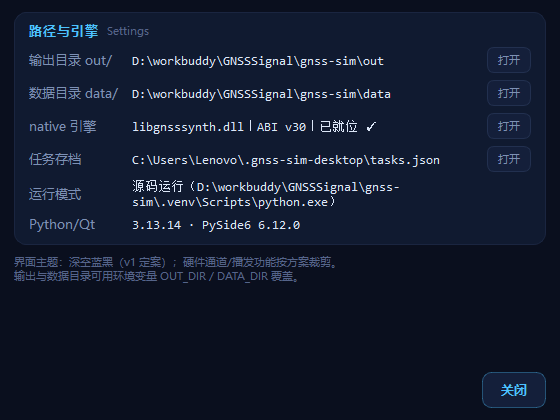 路径与引擎 Settings
输出目录 out/ D:\workbuddy\GNSSSignal\gnss-sim\out 打开
数据目录 data/ D:\workbuddy\GNSSSignal\gnss-sim\data 打开
native 引擎 libgnsssynth.dll | ABI v30 | 已就位 ✓ 打开
任务存档 C:\Users\Lenovo\.gnss-sim-desktop\tasks.json 打开
运行模式 源码运行（D:\workbuddy\GNSSSignal\gnss-
sim\.venv\Scripts\python.exe）
Python/Qt 3.13.14 · PySide6 6.12.0
界面主题：深空蓝黑（v1 定案）；硬件通道/播发功能按方案裁剪。
输出与数据目录可用环境变量 OUT_DIR / DATA_DIR 覆盖。
关闭